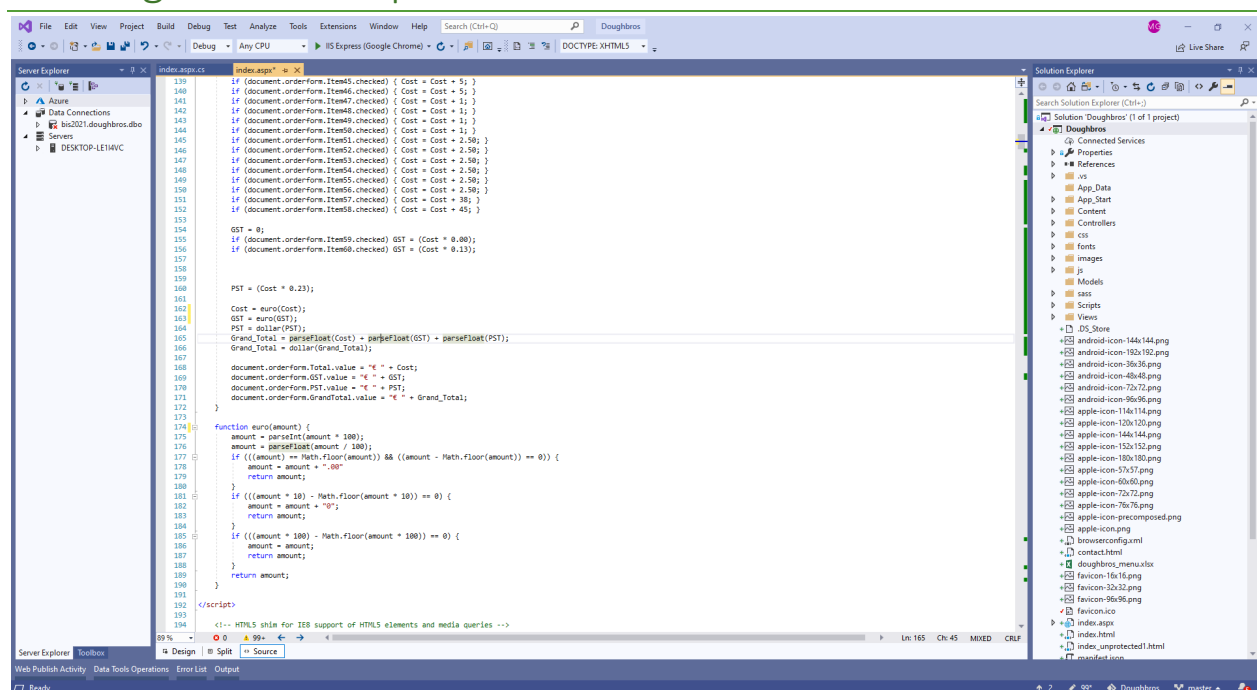 File Edit View Project Build Debug Test Analyze Tools Extensions Window Help Search (Ctrl+Q) Doughbros MG
Debug Any CPU IIS Express (Google Chrome) DOCTYPE: XHTML5 Live Share
Server Explorer
Azure
Data Connections
bis2021.doughbros.dbo
Servers
DESKTOP-LE1I4VC
index.aspx.cs index.aspx*
139 if (document.orderform.Item45.checked) { Cost = Cost + 5; }
140 if (document.orderform.Item46.checked) { Cost = Cost + 5; }
141 if (document.orderform.Item47.checked) { Cost = Cost + 1; }
142 if (document.orderform.Item48.checked) { Cost = Cost + 1; }
143 if (document.orderform.Item49.checked) { Cost = Cost + 1; }
144 if (document.orderform.Item50.checked) { Cost = Cost + 1; }
145 if (document.orderform.Item51.checked) { Cost = Cost + 2.50; }
146 if (document.orderform.Item52.checked) { Cost = Cost + 2.50; }
147 if (document.orderform.Item53.checked) { Cost = Cost + 2.50; }
148 if (document.orderform.Item54.checked) { Cost = Cost + 2.50; }
149 if (document.orderform.Item55.checked) { Cost = Cost + 2.50; }
150 if (document.orderform.Item56.checked) { Cost = Cost + 2.50; }
151 if (document.orderform.Item57.checked) { Cost = Cost + 38; }
152 if (document.orderform.Item58.checked) { Cost = Cost + 45; }
153
154 GST = 0;
155 if (document.orderform.Item59.checked) GST = (Cost * 0.00);
156 if (document.orderform.Item60.checked) GST = (Cost * 0.13);
157
158
159
160 PST = (Cost * 0.23);
161
162 Cost = euro(Cost);
163 GST = euro(GST);
164 PST = dollar(PST);
165 Grand_Total = parseFloat(Cost) + parseFloat(GST) + parseFloat(PST);
166 Grand_Total = dollar(Grand_Total);
167
168 document.orderform.Total.value = "€ " + Cost;
169 document.orderform.GST.value = "€ " + GST;
170 document.orderform.PST.value = "€ " + PST;
171 document.orderform.GrandTotal.value = "€ " + Grand_Total;
172 }
173
174 function euro(amount) {
175 amount = parseInt(amount * 100);
176 amount = parseFloat(amount / 100);
177 if (((amount) == Math.floor(amount)) && ((amount - Math.floor(amount)) == 0)) {
178 amount = amount + ".00"
179 return amount;
180 }
181 if (((amount * 10) - Math.floor(amount * 10)) == 0) {
182 amount = amount + "0";
183 return amount;
184 }
185 if (((amount * 100) - Math.floor(amount * 100)) == 0) {
186 amount = amount;
187 return amount;
188 }
189 return amount;
190 }
191
192 </script>
193
194 <!-- HTML5 shim for IE8 support of HTML5 elements and media queries -->
89 % 0 99+ Ln: 165 Ch: 45 MIXED CRLF
Design Split Source
Solution Explorer
Search Solution Explorer (Ctrl+;)
Solution 'Doughbros' (1 of 1 project)
Doughbros
Connected Services
Properties
References
.vs
App_Data
App_Start
Content
Controllers
css
fonts
images
js
Models
sass
Scripts
Views
.DS_Store
android-icon-144x144.png
android-icon-192x192.png
android-icon-36x36.png
android-icon-48x48.png
android-icon-72x72.png
android-icon-96x96.png
apple-icon-114x114.png
apple-icon-120x120.png
apple-icon-144x144.png
apple-icon-152x152.png
apple-icon-180x180.png
apple-icon-57x57.png
apple-icon-60x60.png
apple-icon-72x72.png
apple-icon-76x76.png
apple-icon-precomposed.png
apple-icon.png
browserconfig.xml
contact.html
doughbros_menu.xlsx
favicon-16x16.png
favicon-32x32.png
favicon-96x96.png
favicon.ico
index.aspx
index.html
index_unprotected1.html
manifest.json
Server Explorer Toolbox
Web Publish Activity Data Tools Operations Error List Output
Ready 2 99+ Doughbros master